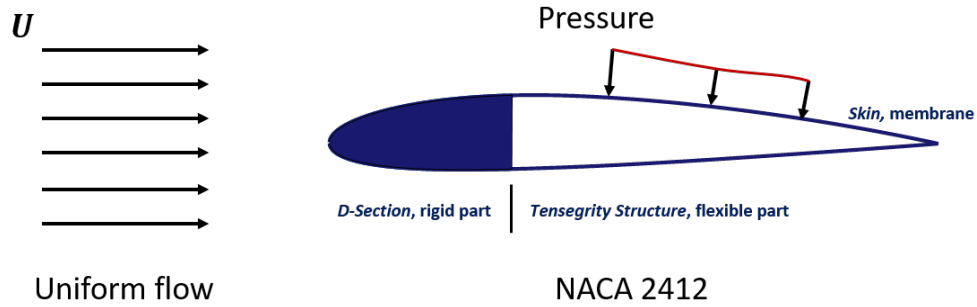 U
Pressure
Skin, membrane
D-Section, rigid part
Tensegrity Structure, flexible part
Uniform flow
NACA 2412